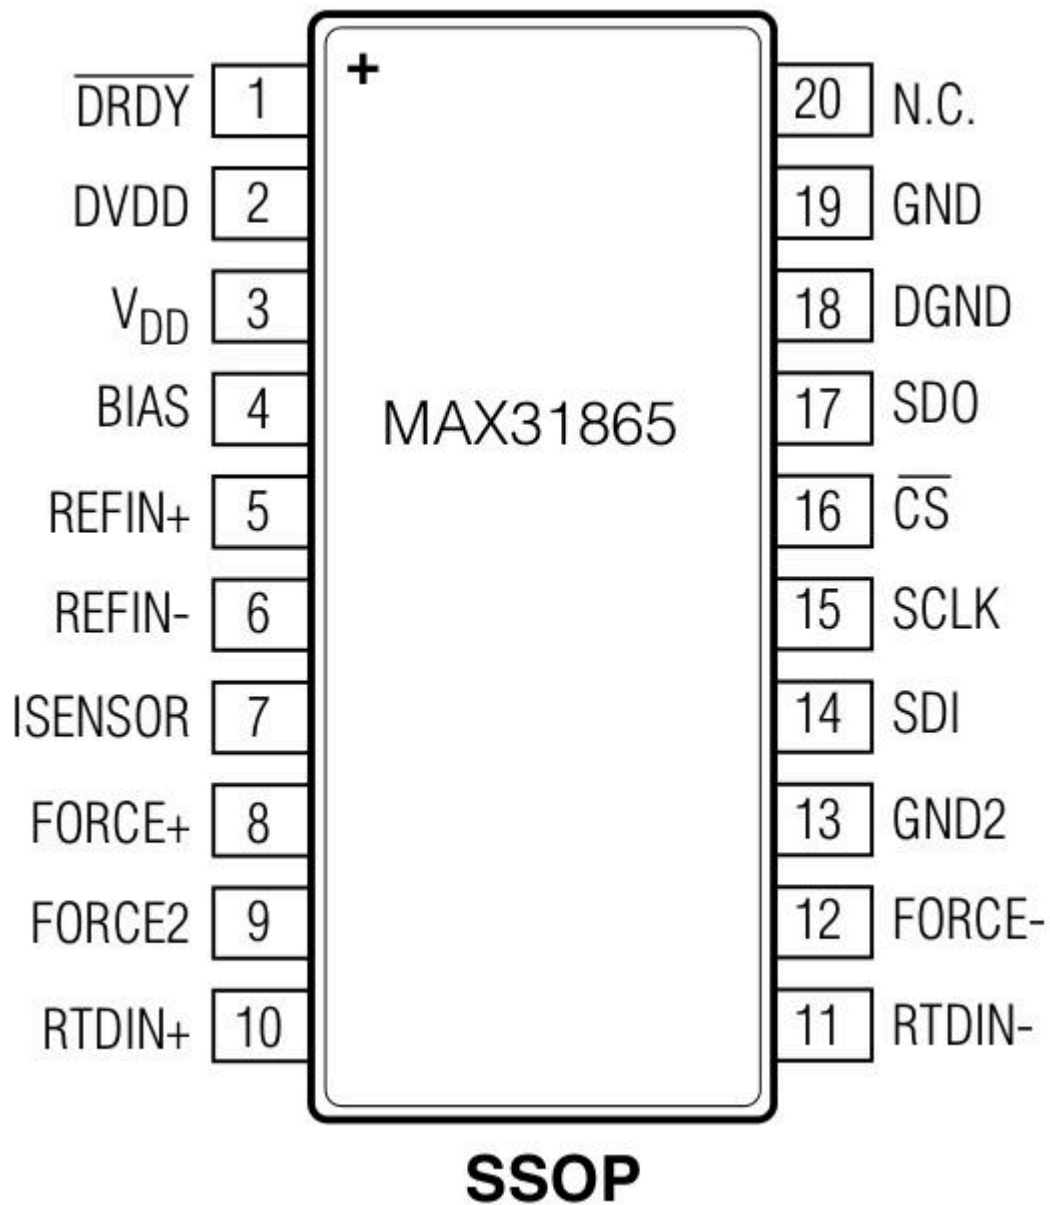 +
D̅R̅D̅Y̅ 1
DVDD 2
VDD 3
BIAS 4
REFIN+ 5
REFIN- 6
ISENSOR 7
FORCE+ 8
FORCE2 9
RTDIN+ 10
MAX31865
20 N.C.
19 GND
18 DGND
17 SDO
16 C̅S̅
15 SCLK
14 SDI
13 GND2
12 FORCE-
11 RTDIN-
SSOP